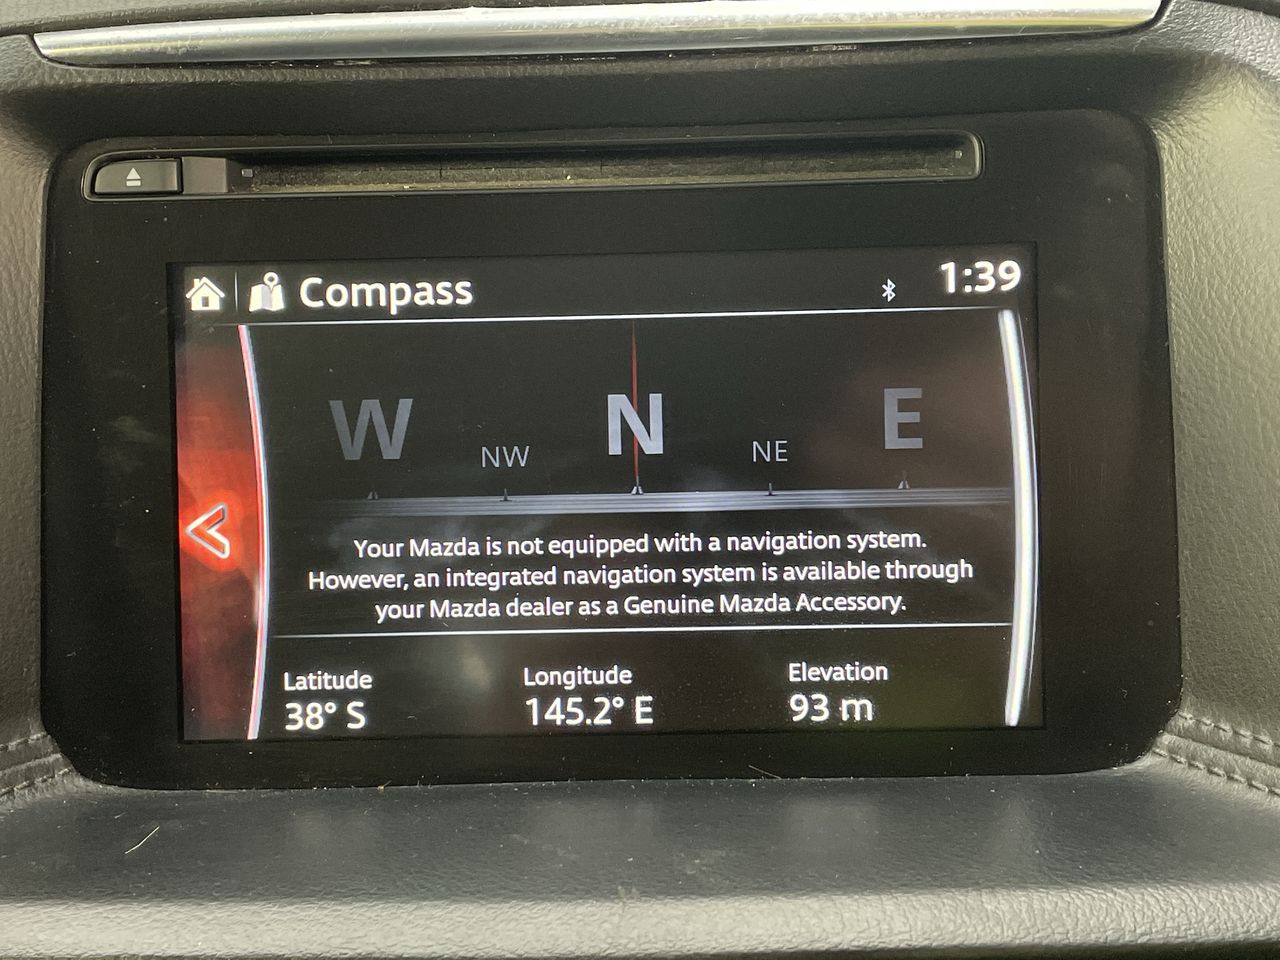 Compass
1:39
W NW N NE E
Your Mazda is not equipped with a navigation system.
However, an integrated navigation system is available through
your Mazda dealer as a Genuine Mazda Accessory.
Latitude Longitude Elevation
38° S 145.2° E 93 m